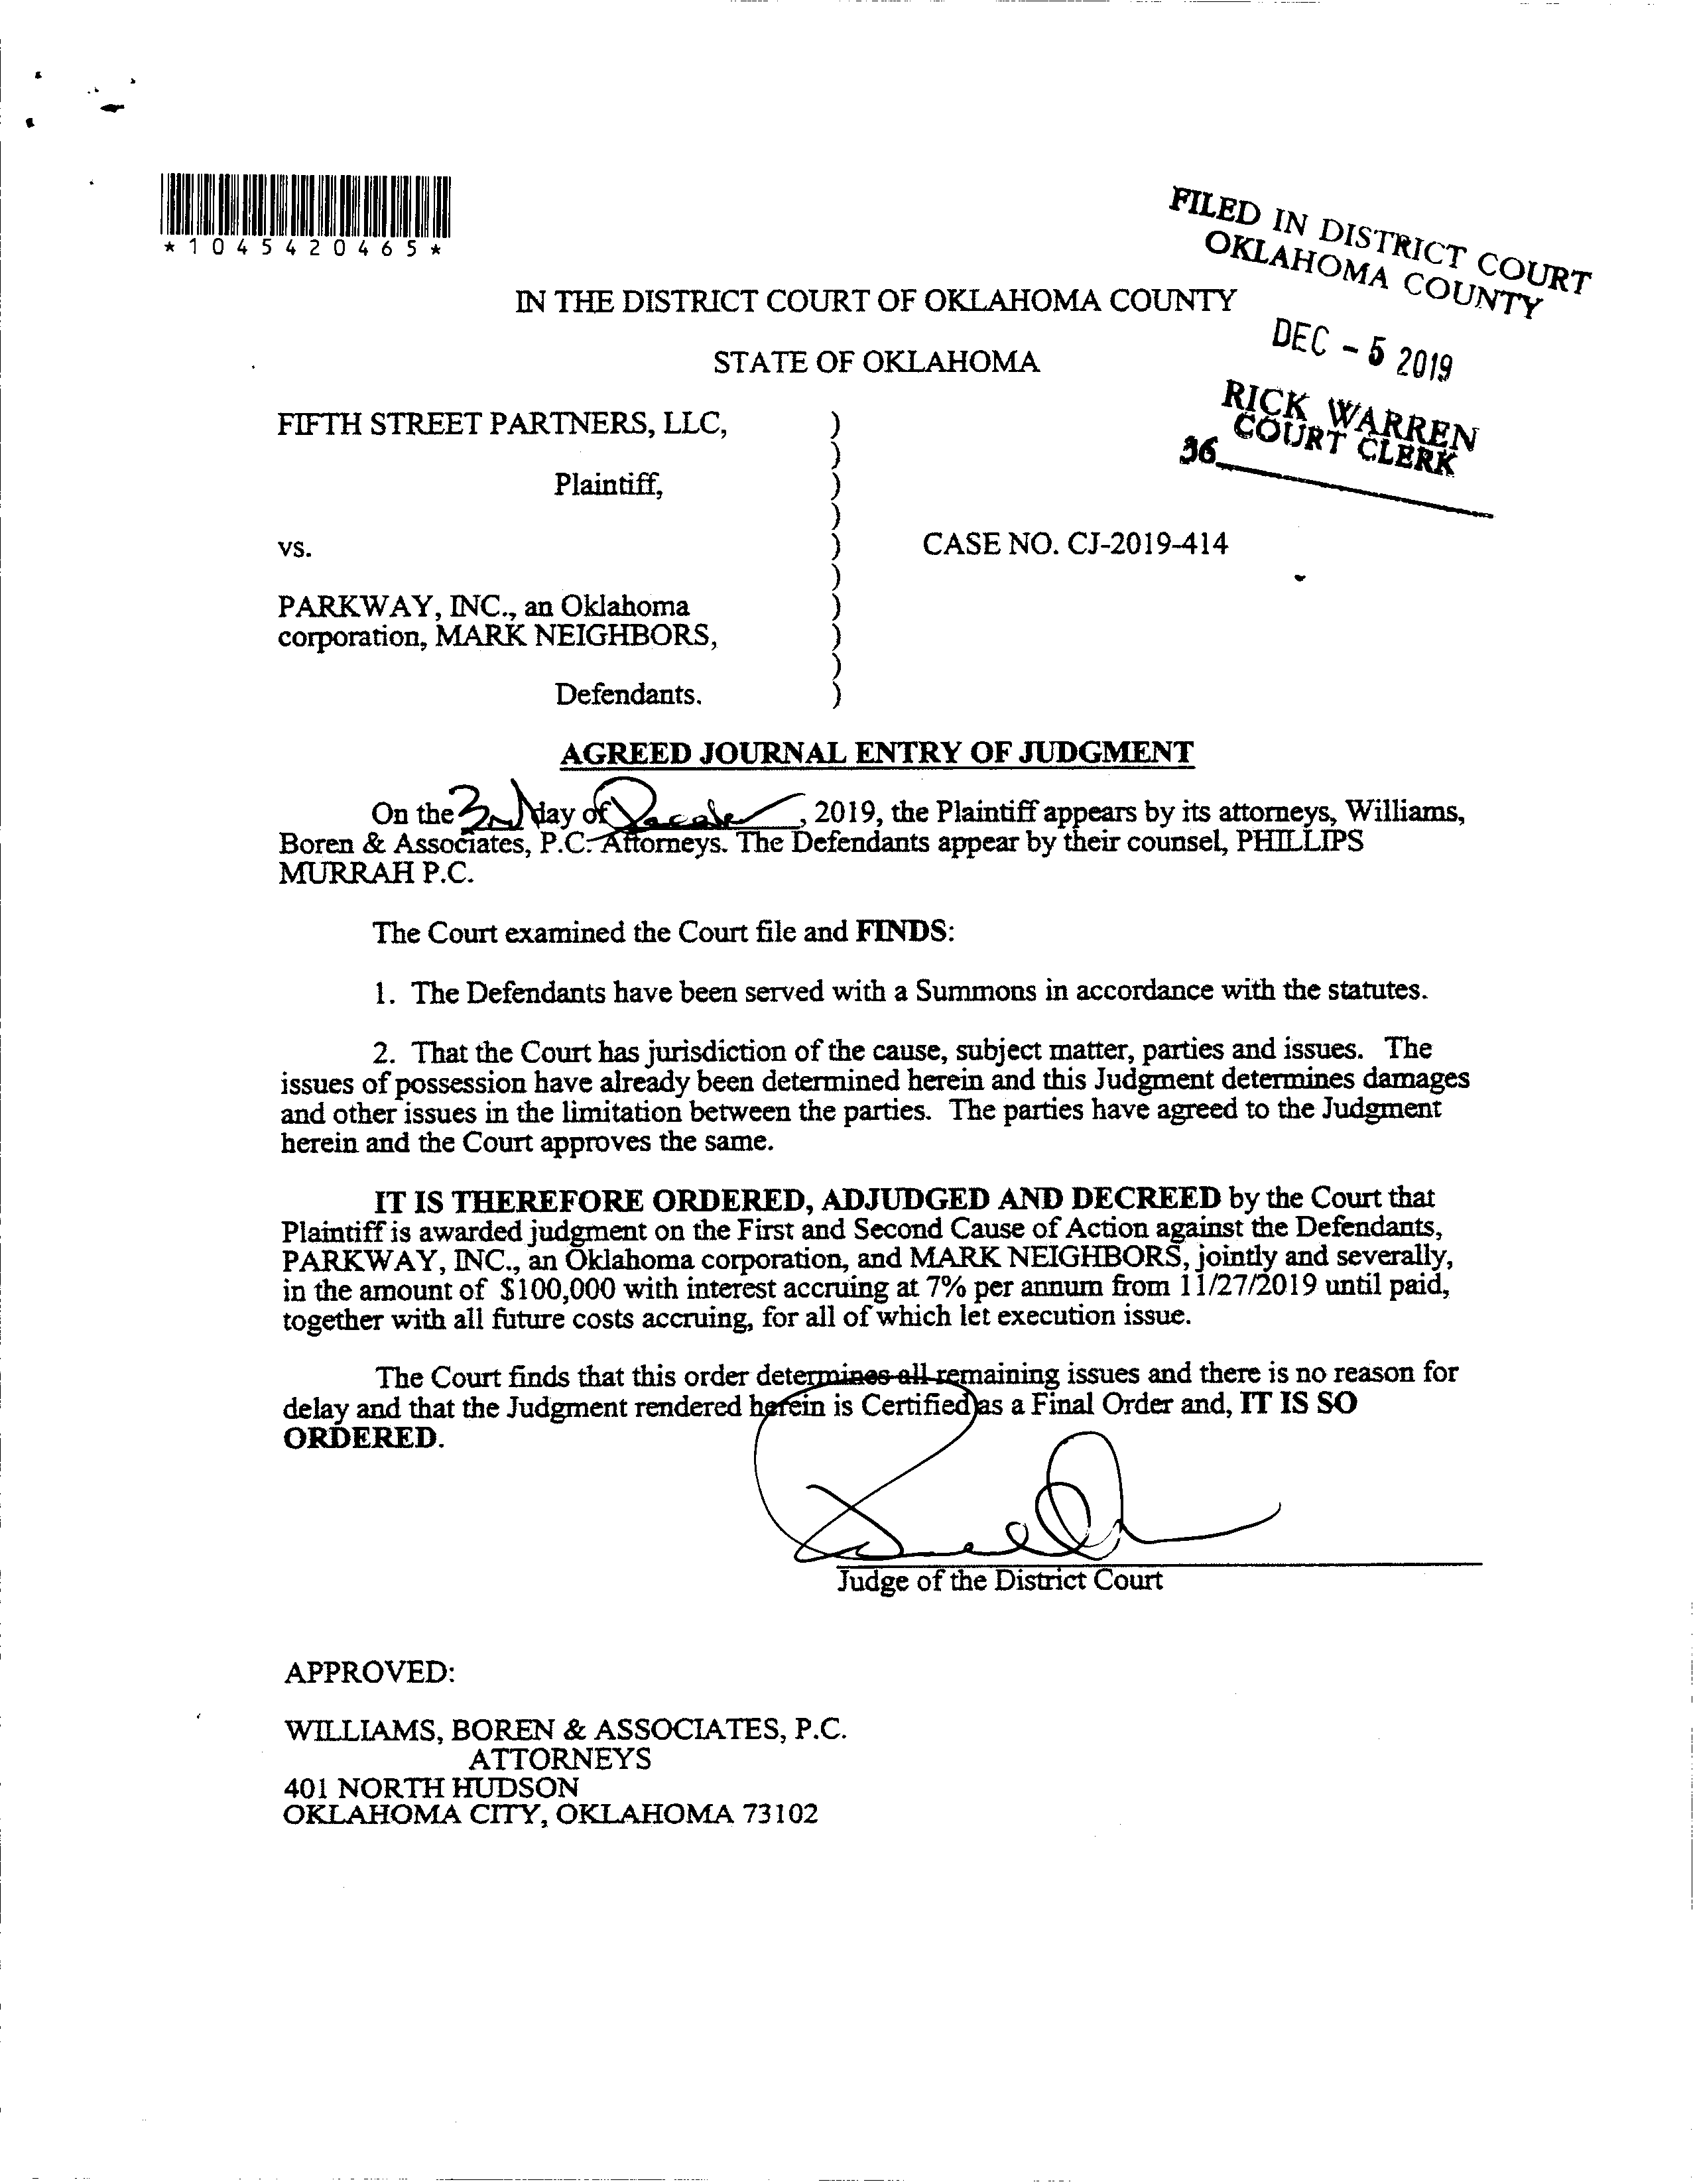 *1045420465*
FILED IN DISTRICT COURT
OKLAHOMA COUNTY
DEC - 5 2019
RICK WARREN
COURT CLERK
36
IN THE DISTRICT COURT OF OKLAHOMA COUNTY
STATE OF OKLAHOMA
FIFTH STREET PARTNERS, LLC, )
)
Plaintiff, )
)
vs. ) CASE NO. CJ-2019-414
)
PARKWAY, INC., an Oklahoma )
corporation, MARK NEIGHBORS, )
)
Defendants. )
AGREED JOURNAL ENTRY OF JUDGMENT
On the day of , 2019, the Plaintiff appears by its attorneys, Williams,
Boren & Associates, P.C. Attorneys. The Defendants appear by their counsel, PHILLIPS
MURRAH P.C.
The Court examined the Court file and FINDS:
1. The Defendants have been served with a Summons in accordance with the statutes.
2. That the Court has jurisdiction of the cause, subject matter, parties and issues. The
issues of possession have already been determined herein and this Judgment determines damages
and other issues in the limitation between the parties. The parties have agreed to the Judgment
herein and the Court approves the same.
IT IS THEREFORE ORDERED, ADJUDGED AND DECREED by the Court that
Plaintiff is awarded judgment on the First and Second Cause of Action against the Defendants,
PARKWAY, INC., an Oklahoma corporation, and MARK NEIGHBORS, jointly and severally,
in the amount of $100,000 with interest accruing at 7% per annum from 11/27/2019 until paid,
together with all future costs accruing, for all of which let execution issue.
The Court finds that this order determines all remaining issues and there is no reason for
delay and that the Judgment rendered herein is Certified as a Final Order and, IT IS SO
ORDERED.
Judge of the District Court
APPROVED:
WILLIAMS, BOREN & ASSOCIATES, P.C.
ATTORNEYS
401 NORTH HUDSON
OKLAHOMA CITY, OKLAHOMA 73102